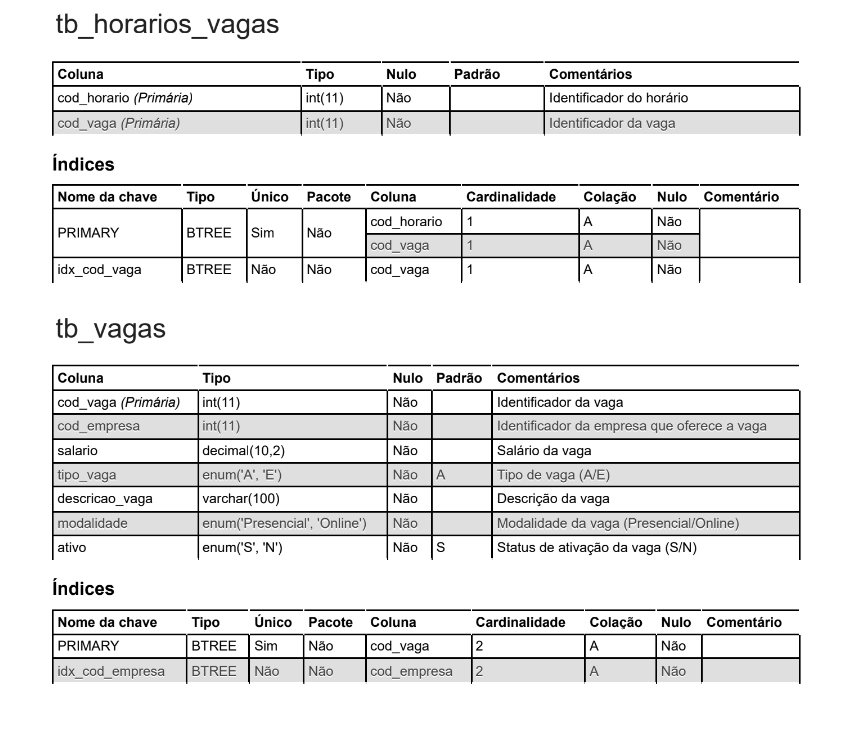 tb_horarios_vagas
Coluna Tipo Nulo Padrão Comentários
cod_horario (Primária) int(11) Não Identificador do horário
cod_vaga (Primária) int(11) Não Identificador da vaga
Índices
Nome da chave Tipo Único Pacote Coluna Cardinalidade Colação Nulo Comentário
PRIMARY BTREE Sim Não cod_horario 1 A Não
cod_vaga 1 A Não
idx_cod_vaga BTREE Não Não cod_vaga 1 A Não
tb_vagas
Coluna Tipo Nulo Padrão Comentários
cod_vaga (Primária) int(11) Não Identificador da vaga
cod_empresa int(11) Não Identificador da empresa que oferece a vaga
salario decimal(10,2) Não Salário da vaga
tipo_vaga enum('A', 'E') Não A Tipo de vaga (A/E)
descricao_vaga varchar(100) Não Descrição da vaga
modalidade enum('Presencial', 'Online') Não Modalidade da vaga (Presencial/Online)
ativo enum('S', 'N') Não S Status de ativação da vaga (S/N)
Índices
Nome da chave Tipo Único Pacote Coluna Cardinalidade Colação Nulo Comentário
PRIMARY BTREE Sim Não cod_vaga 2 A Não
idx_cod_empresa BTREE Não Não cod_empresa 2 A Não